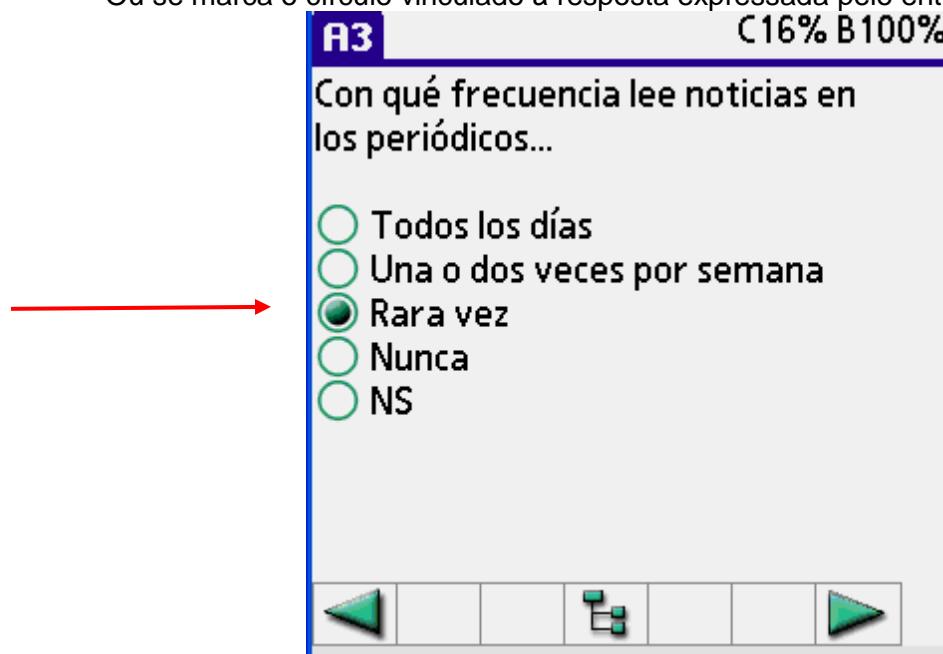 Ou se marca o círculo vinculado à resposta expressada pelo
A3
C16% B100%
Con qué frecuencia lee noticias en
los periódicos...
Todos los días
Una o dos veces por semana
Rara vez
Nunca
NS